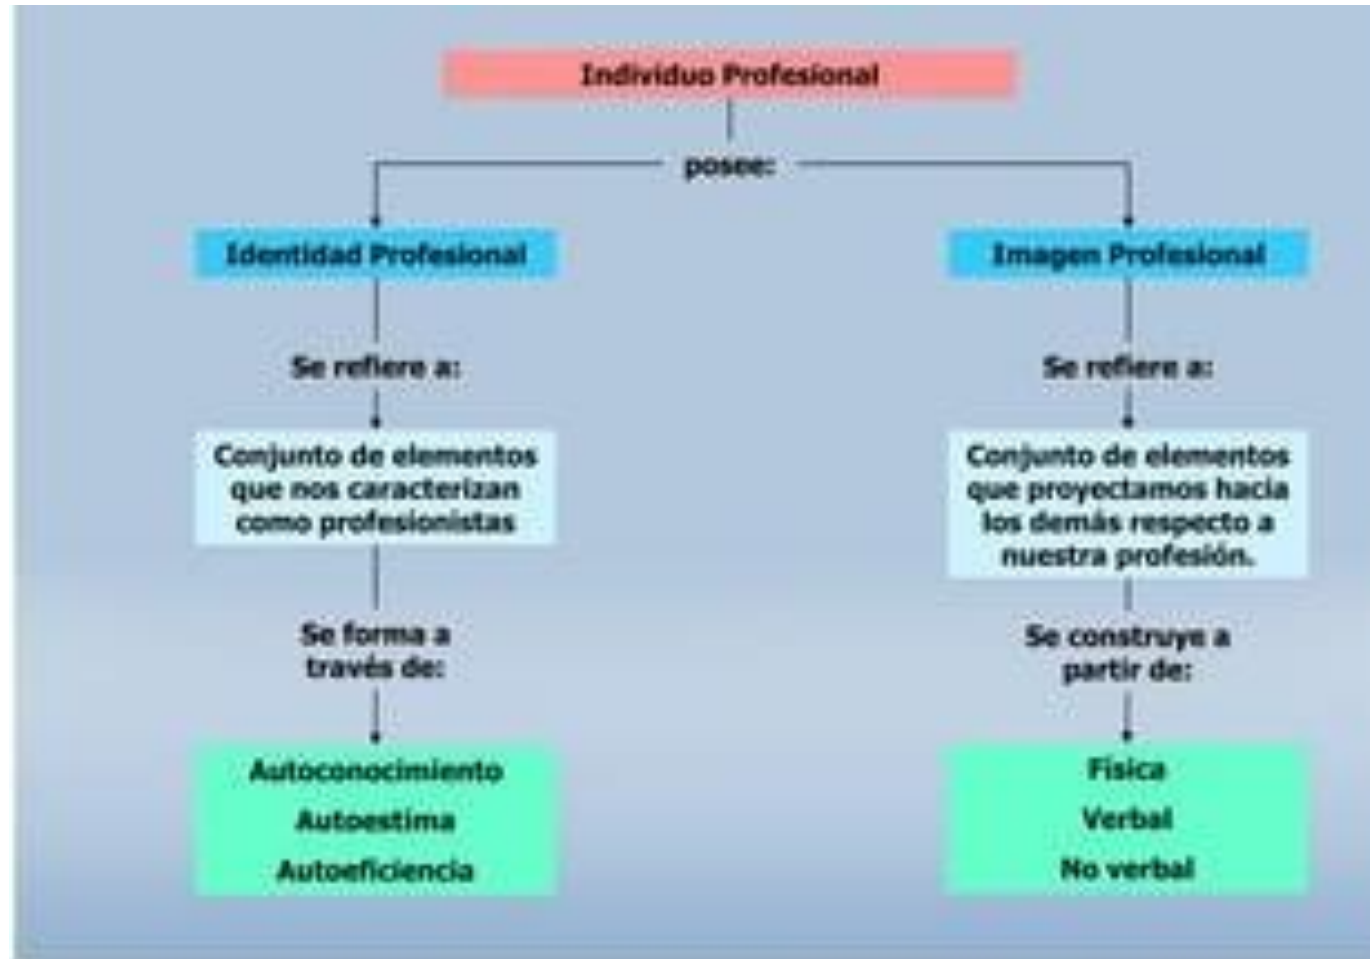 Individuo Profesional
posee:
Identidad Profesional
Imagen Profesional
Se refiere a:
Se refiere a:
Conjunto de elementos
que nos caracterizan
como profesionistas
Conjunto de elementos
que proyectamos hacia
los demás respecto a
nuestra profesión.
Se forma a
través de:
Se construye a
partir de:
Autoconocimiento
Autoestima
Autoeficiencia
Física
Verbal
No verbal